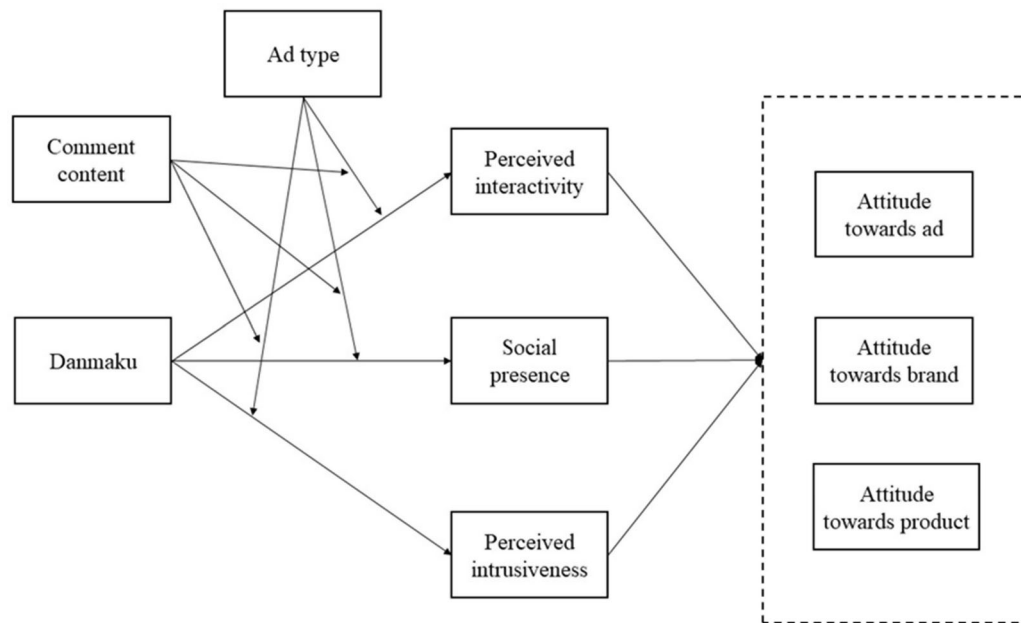 Ad type
Comment
content
Perceived
interactivity
Attitude
towards ad
Danmaku
Social
presence
Attitude
towards brand
Attitude
towards product
Perceived
intrusiveness